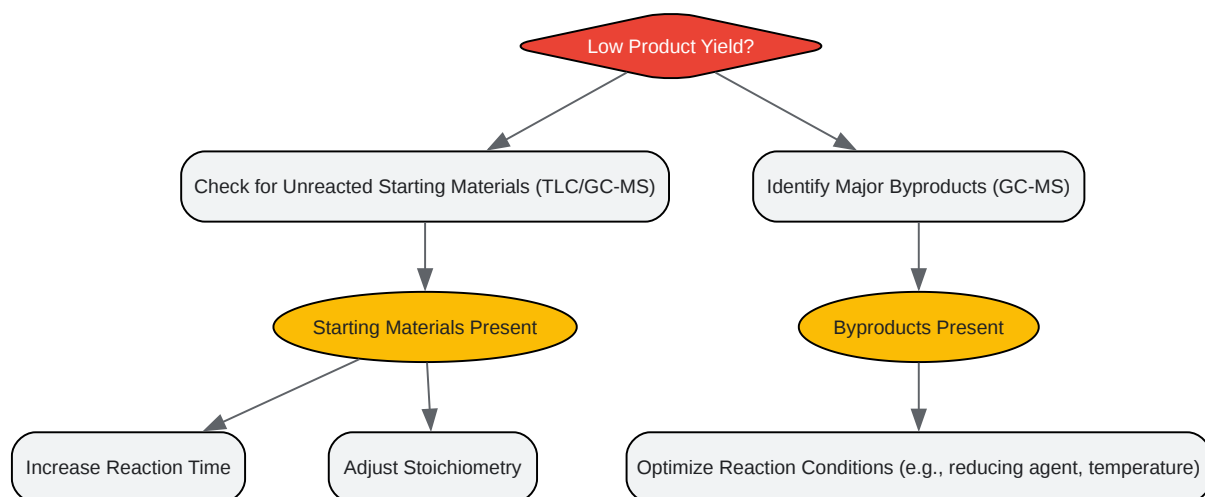 Low Product Yield?
Check for Unreacted Starting Materials (TLC/GC-MS)
Identify Major Byproducts (GC-MS)
Starting Materials Present
Byproducts Present
Increase Reaction Time
Adjust Stoichiometry
Optimize Reaction Conditions (e.g., reducing agent, temperature)